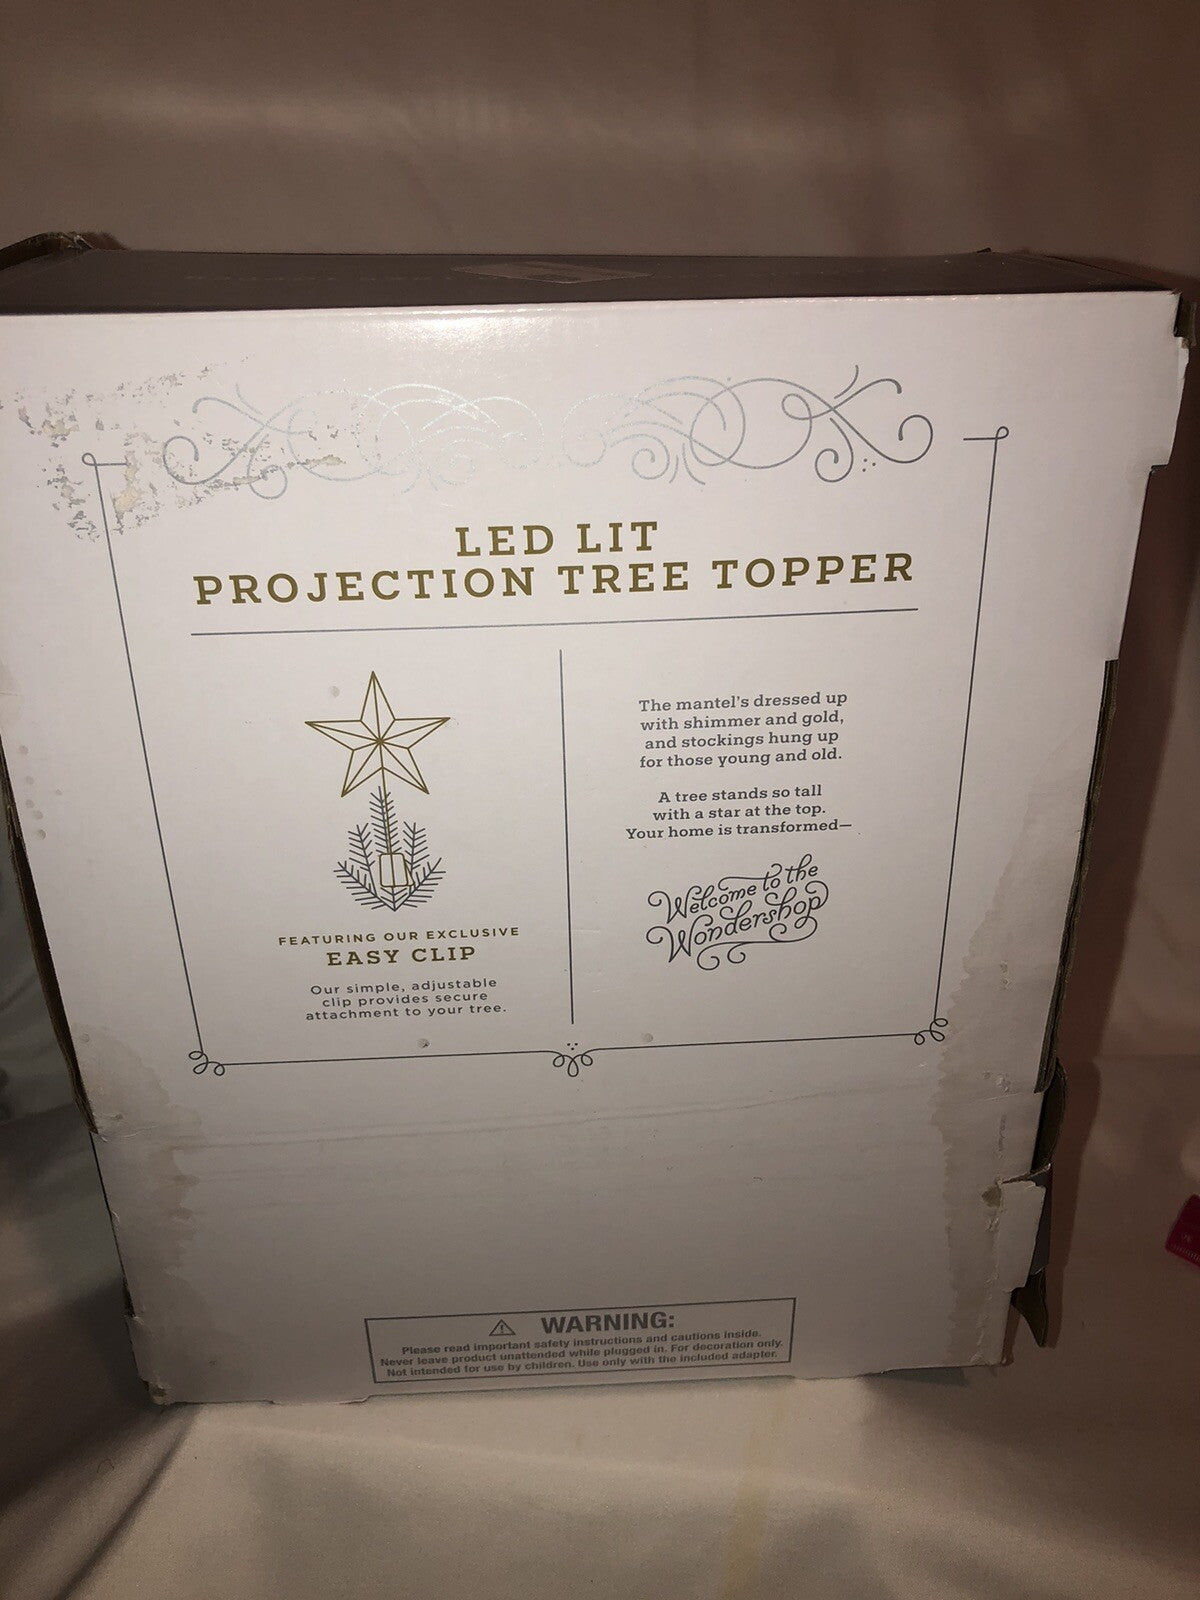 LED LIT
PROJECTION TREE TOPPER
FEATURING OUR EXCLUSIVE
EASY CLIP
Our simple, adjustable
clip provides secure
attachment to your tree.
The mantel's dressed up
with shimmer and gold,
and stockings hung up
for those young and old.
A tree stands so tall
with a star at the top.
Your home is transformed—
Welcome to the
Wondershop
WARNING:
Please read important safety instructions and cautions inside.
Never leave product unattended while plugged in. For decoration only.
Not intended for use by children. Use only with the included adapter.